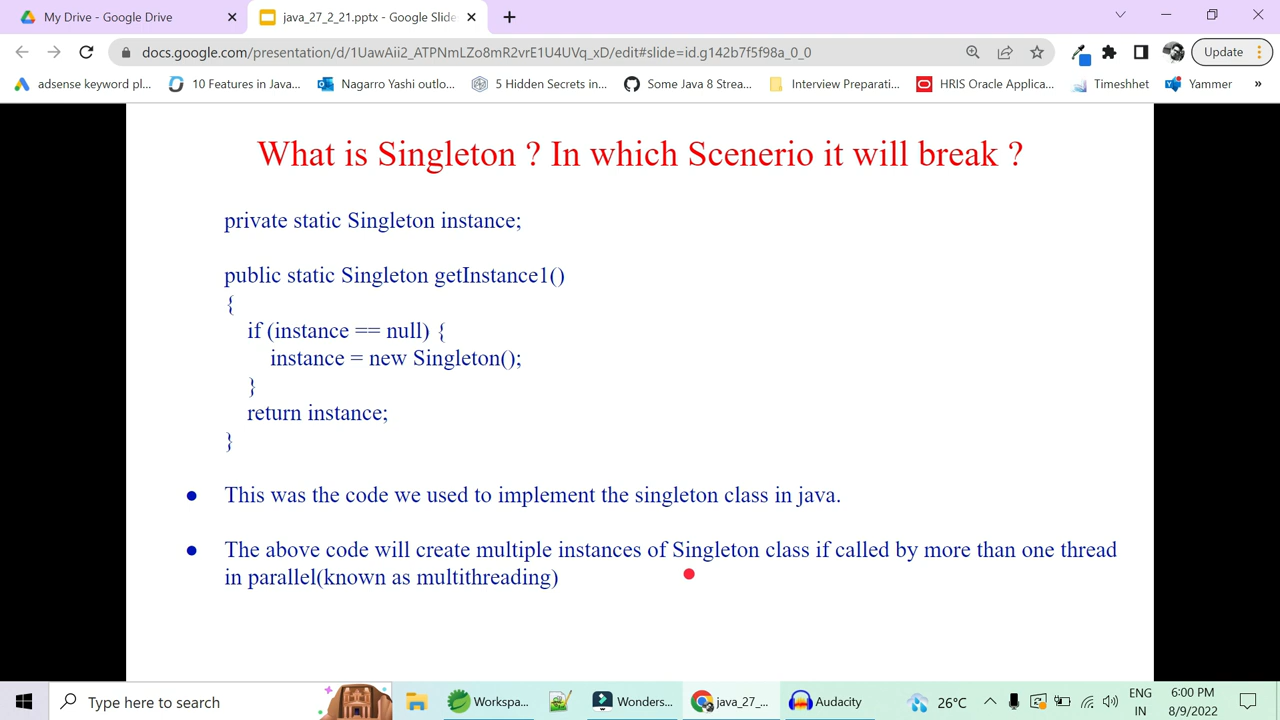 My Drive - Google Drive
java_27_2_21.pptx - Google Slide
docs.google.com/presentation/d/1UawAii2_ATPNmLZo8mR2vrE1U4UVq_xD/edit#slide=id.g142b7f5f98a_0_0
Update
adsense keyword pl...
10 Features in Java...
Nagarro Yashi outlo...
5 Hidden Secrets in...
Some Java 8 Strea...
Interview Preparati...
HRIS Oracle Applica...
Timeshhet
Yammer
»
What is Singleton ? In which Scenerio it will break ?
private static Singleton instance;
public static Singleton getInstance1()
{
if (instance == null) {
instance = new Singleton();
}
return instance;
}
● This was the code we used to implement the singleton class in java.
● The above code will create multiple instances of Singleton class if called by more than one thread
in parallel(known as multithreading)
Type here to search
Workspa...
Wonders...
java_27_...
Audacity
26°C
ENG
IN
6:00 PM
8/9/2022